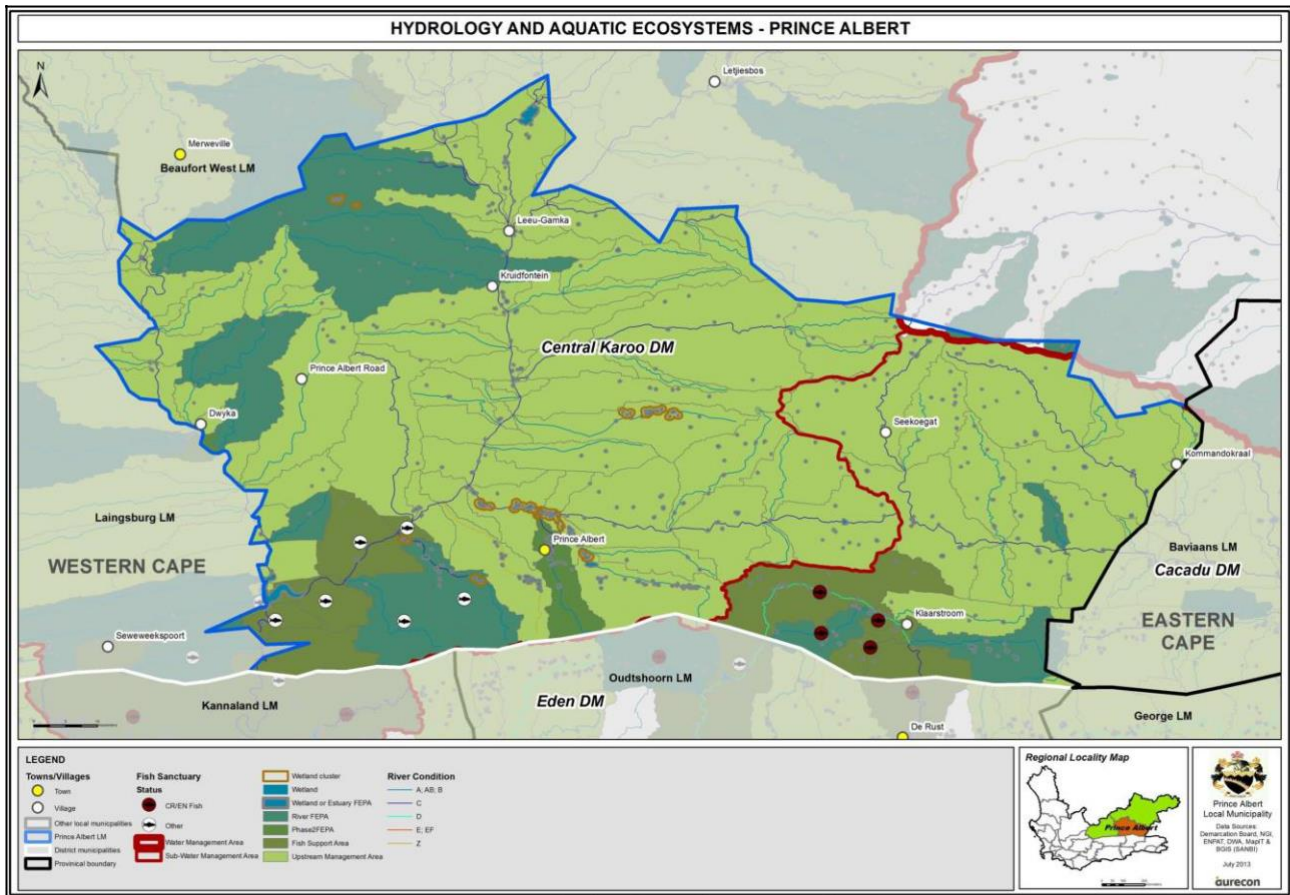 HYDROLOGY AND AQUATIC ECOSYSTEMS - PRINCE ALBERT
N
Letjiesbos
Merweville
Beaufort West LM
Leeu-Gamka
Kruidfontein
Central Karoo DM
Prince Albert Road
Dwyka
Seekoegat
Kommandokraal
Laingsburg LM
WESTERN CAPE
Prince Albert
Baviaans LM
Cacadu DM
EASTERN
CAPE
Klaarstroom
Seweweekspoort
Oudtshoorn LM
Kannaland LM
Eden DM
George LM
De Rust
LEGEND
Towns/Villages
Town
Village
Other local municipalities
Prince Albert LM
District municipalities
Provinical boundary
Fish Sanctuary
Status
CR/EN Fish
Other
Water Management Area
Sub-Water Management Area
Wetland cluster
Wetland
Wetland or Estuary FEPA
River FEPA
Phase2FEPA
Fish Support Area
Upstream Management Area
River Condition
A; AB; B
C
D
E; EF
Z
Regional Locality Map
Prince Albert
Prince Albert
Local Municipality
Data Sources:
Demarcation Board, NGI,
ENPAT, DWA, MapIT &
BGIS (SANBI)
July 2013
aurecon